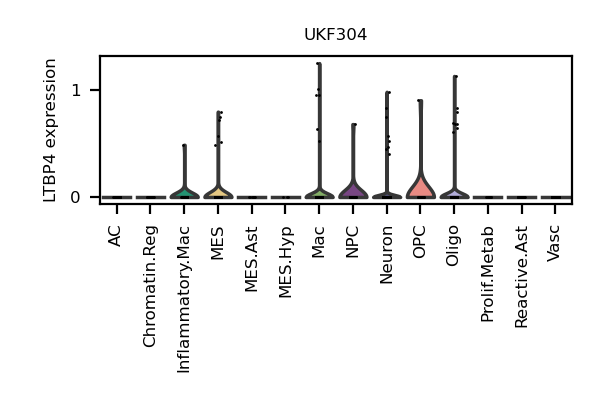 UKF304
LTBP4 expression
1
0
AC
Chromatin.Reg
Inflammatory.Mac
MES
MES.Ast
MES.Hyp
Mac
NPC
Neuron
OPC
Oligo
Prolif.Metab
Reactive.Ast
Vasc